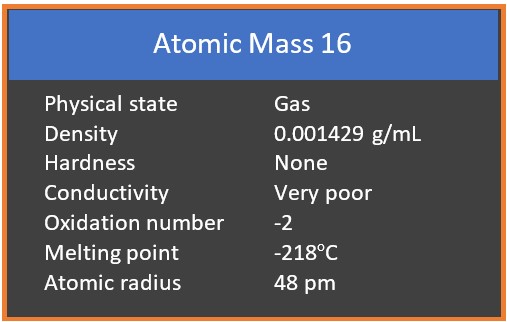 Atomic Mass 16
Physical state Gas
Density 0.001429 g/mL
Hardness None
Conductivity Very poor
Oxidation number -2
Melting point -218°C
Atomic radius 48 pm